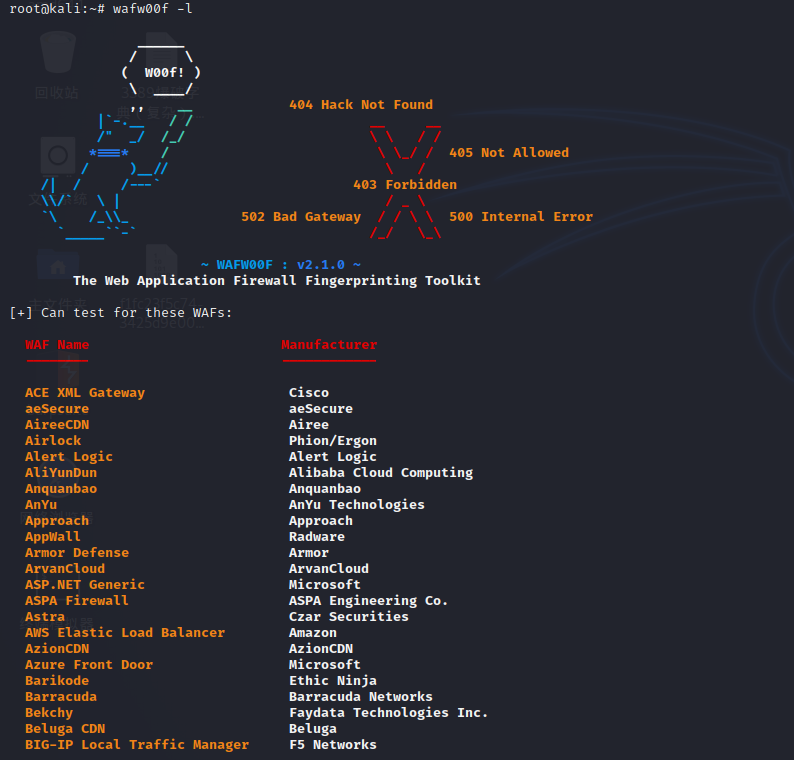 root@kali:~# wafw00f -l
( W00f! )
404 Hack Not Found
405 Not Allowed
403 Forbidden
502 Bad Gateway 500 Internal Error
~ WAFW00F : v2.1.0 ~
The Web Application Firewall Fingerprinting Toolkit
[+] Can test for these WAFs:
WAF Name Manufacturer
ACE XML Gateway Cisco
aeSecure aeSecure
AireeCDN Airee
Airlock Phion/Ergon
Alert Logic Alert Logic
AliYunDun Alibaba Cloud Computing
Anquanbao Anquanbao
AnYu AnYu Technologies
Approach Approach
AppWall Radware
Armor Defense Armor
ArvanCloud ArvanCloud
ASP.NET Generic Microsoft
ASPA Firewall ASPA Engineering Co.
Astra Czar Securities
AWS Elastic Load Balancer Amazon
AzionCDN AzionCDN
Azure Front Door Microsoft
Barikode Ethic Ninja
Barracuda Barracuda Networks
Bekchy Faydata Technologies Inc.
Beluga CDN Beluga
BIG-IP Local Traffic Manager F5 Networks
回收站